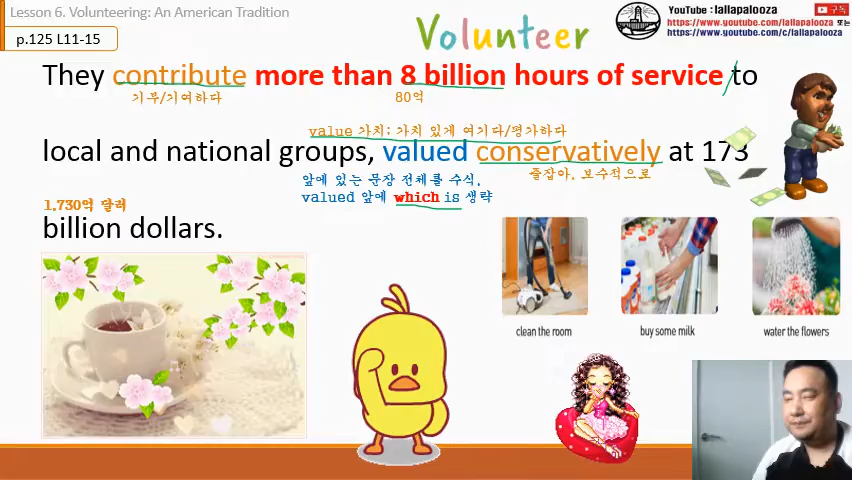 Lesson 6. Volunteering: An American Tradition
YouTube : lallapalooza
구독
https://www.youtube.com/lallapalooza 또는
https://www.youtube.com/c/lallapalooza
p.125 L11-15
Volunteer
They contribute more than 8 billion hours of service / to
기부/기여하다
80억
value 가치; 가치 있게 여기다/평가하다
local and national groups, valued conservatively at 173
앞에 있는 문장 전체를 수식.
줄잡아. 보수적으로
valued 앞에 which is 생략
1,730억 달러
billion dollars.
clean the room
buy some milk
water the flowers